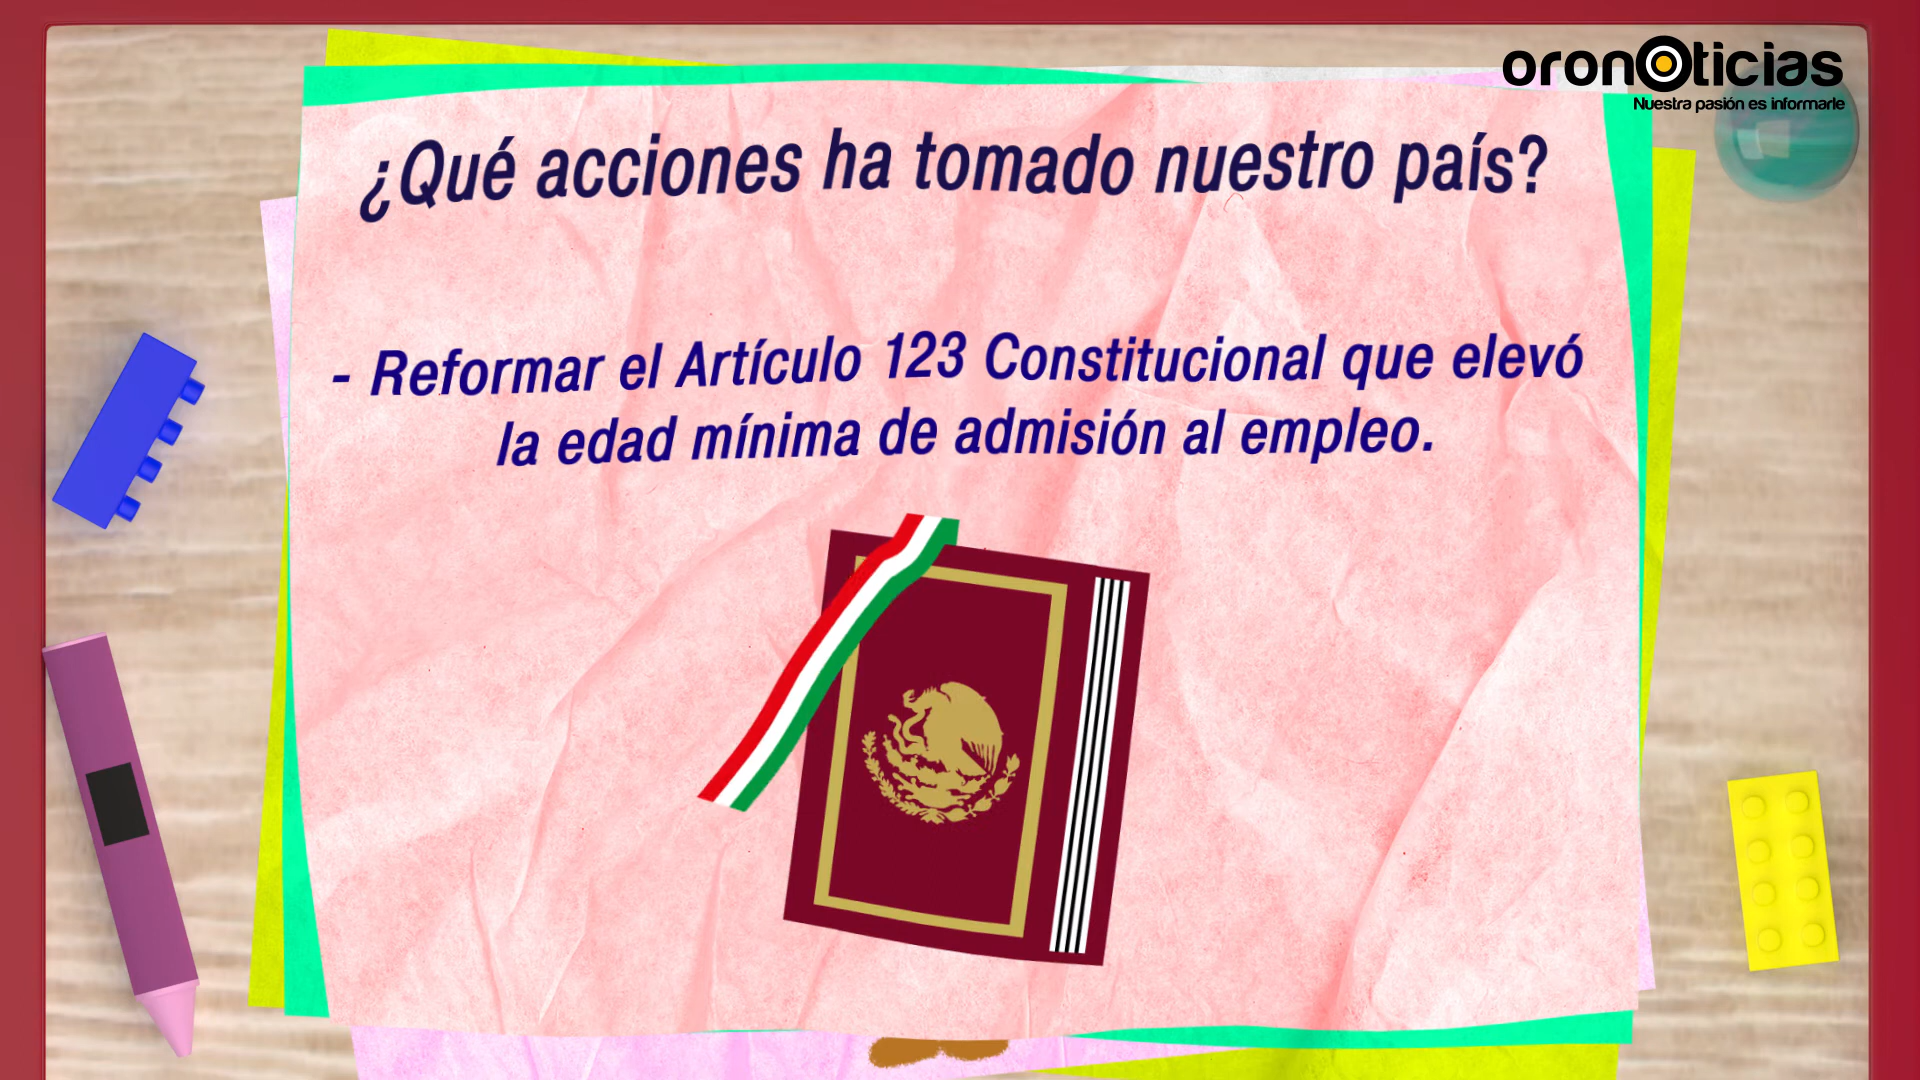 oronoticias
Nuestra pasión es informarle
¿Qué acciones ha tomado nuestro país?
- Reformar el Artículo 123 Constitucional que elevó
la edad mínima de admisión al empleo.